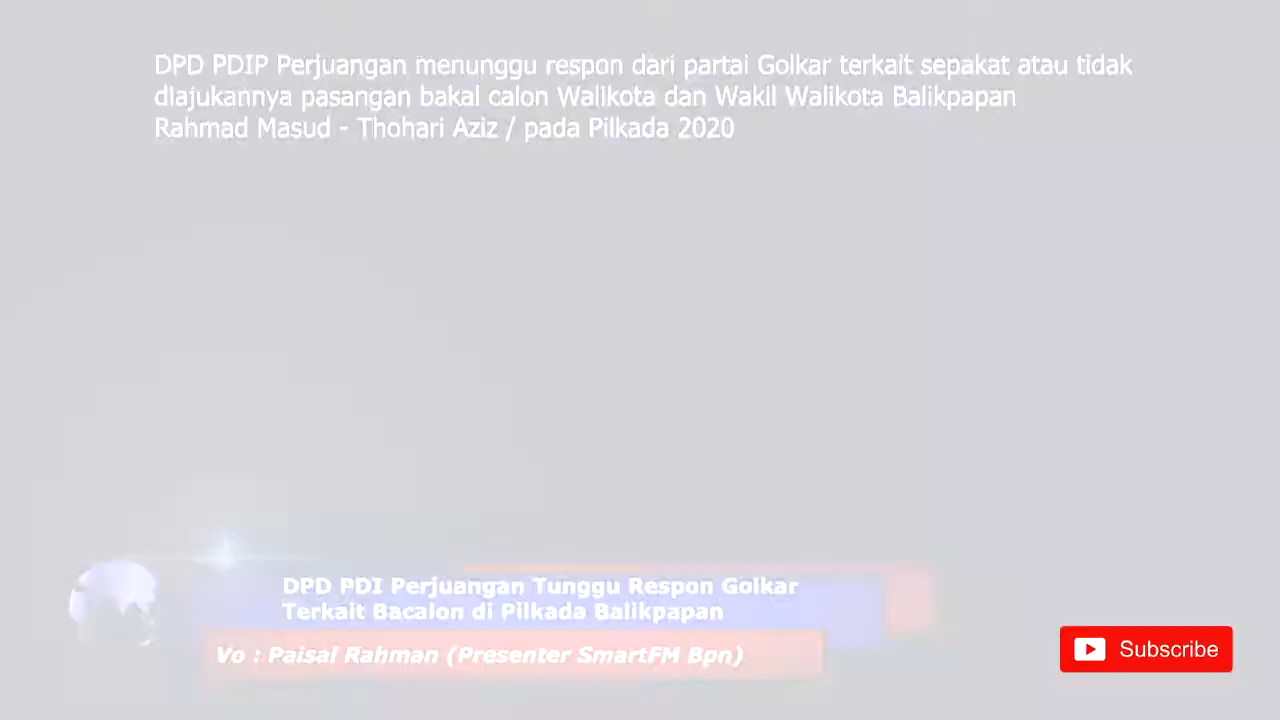 DPD PDIP Perjuangan menunggu respon dari partai Golkar terkait sepakat atau tidak
diajukannya pasangan bakal calon Walikota dan Wakil Walikota Balikpapan
Rahmad Masud - Thohari Aziz / pada Pilkada 2020
DPD PDI Perjuangan Tunggu Respon Golkar
Terkait Bacalon di Pilkada Balikpapan
Vo : Paisal Rahman (Presenter SmartFM Bpn)
Subscribe